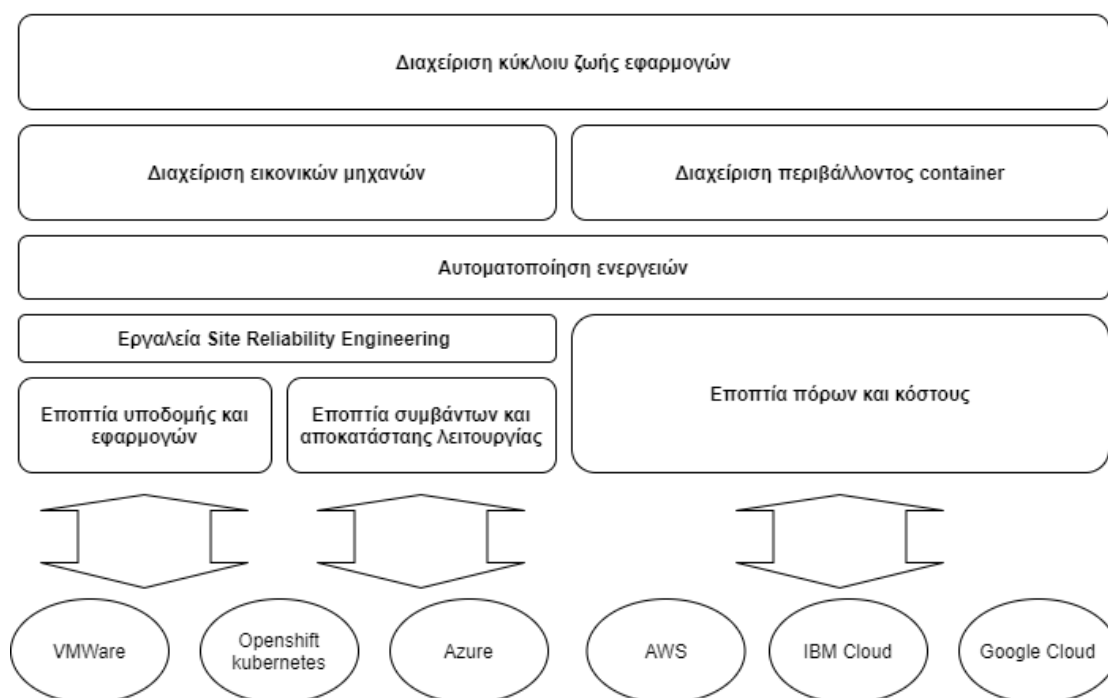 Διαχείριση κύκλοιυ ζωής εφαρμογών
Διαχείριση εικονικών μηχανών
Διαχείριση περιβάλλοντος container
Αυτοματοποίηση ενεργειών
Εργαλεία Site Reliability Engineering
Εποπτία πόρων και κόστους
Εποπτία υποδομής και
εφαρμογών
Εποπτία συμβάντων και
αποκατάσταης λειτουργίας
VMWare
Openshift
kubernetes
Azure
AWS
IBM Cloud
Google Cloud